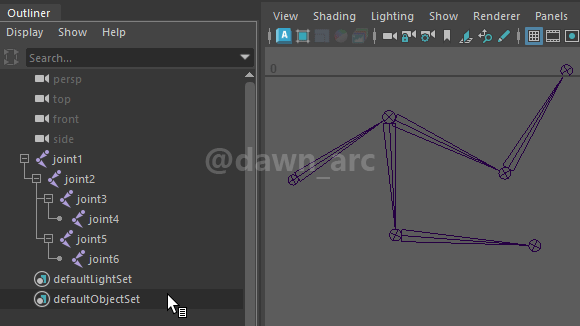 Outliner
Display Show Help
Search...
persp
top
front
side
joint1
joint2
joint3
joint4
joint5
joint6
defaultLightSet
defaultObjectSet
View Shading Lighting Show Renderer Panels
A
0
@dawn_arc